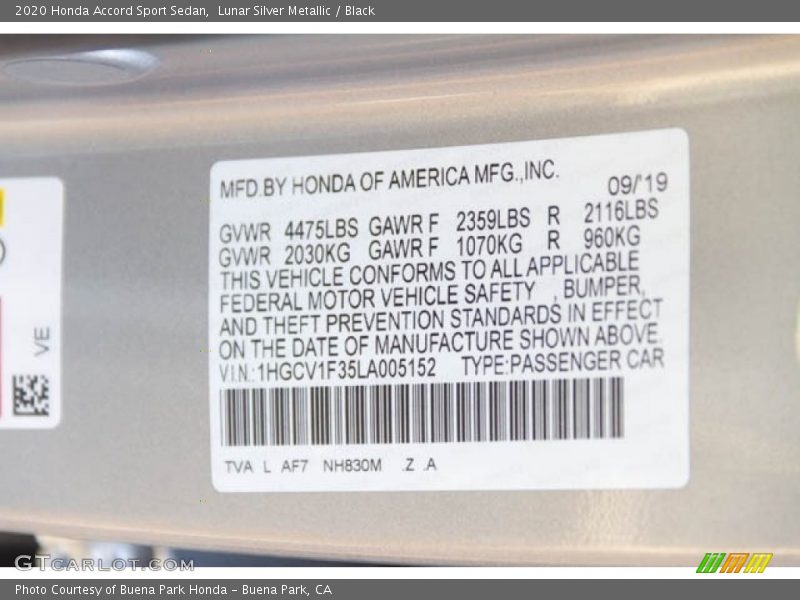 2020 Honda Accord Sport Sedan,  Lunar Silver Metallic / Black
MFD.BY HONDA OF AMERICA MFG.,INC.
09/'19
GVWR 4475LBS GAWR F 2359LBS R 2116LBS
GVWR 2030KG GAWR F 1070KG R 960KG
THIS VEHICLE CONFORMS TO ALL APPLICABLE
FEDERAL MOTOR VEHICLE SAFETY , BUMPER,
AND THEFT PREVENTION STANDARDS IN EFFECT
ON THE DATE OF MANUFACTURE SHOWN ABOVE.
V.I.N.:1HGCV1F35LA005152 TYPE:PASSENGER CAR
TVA L AF7 NH830M .Z .A
VE
GTCARLOT.COM
Photo Courtesy of Buena Park Honda - Buena Park, CA